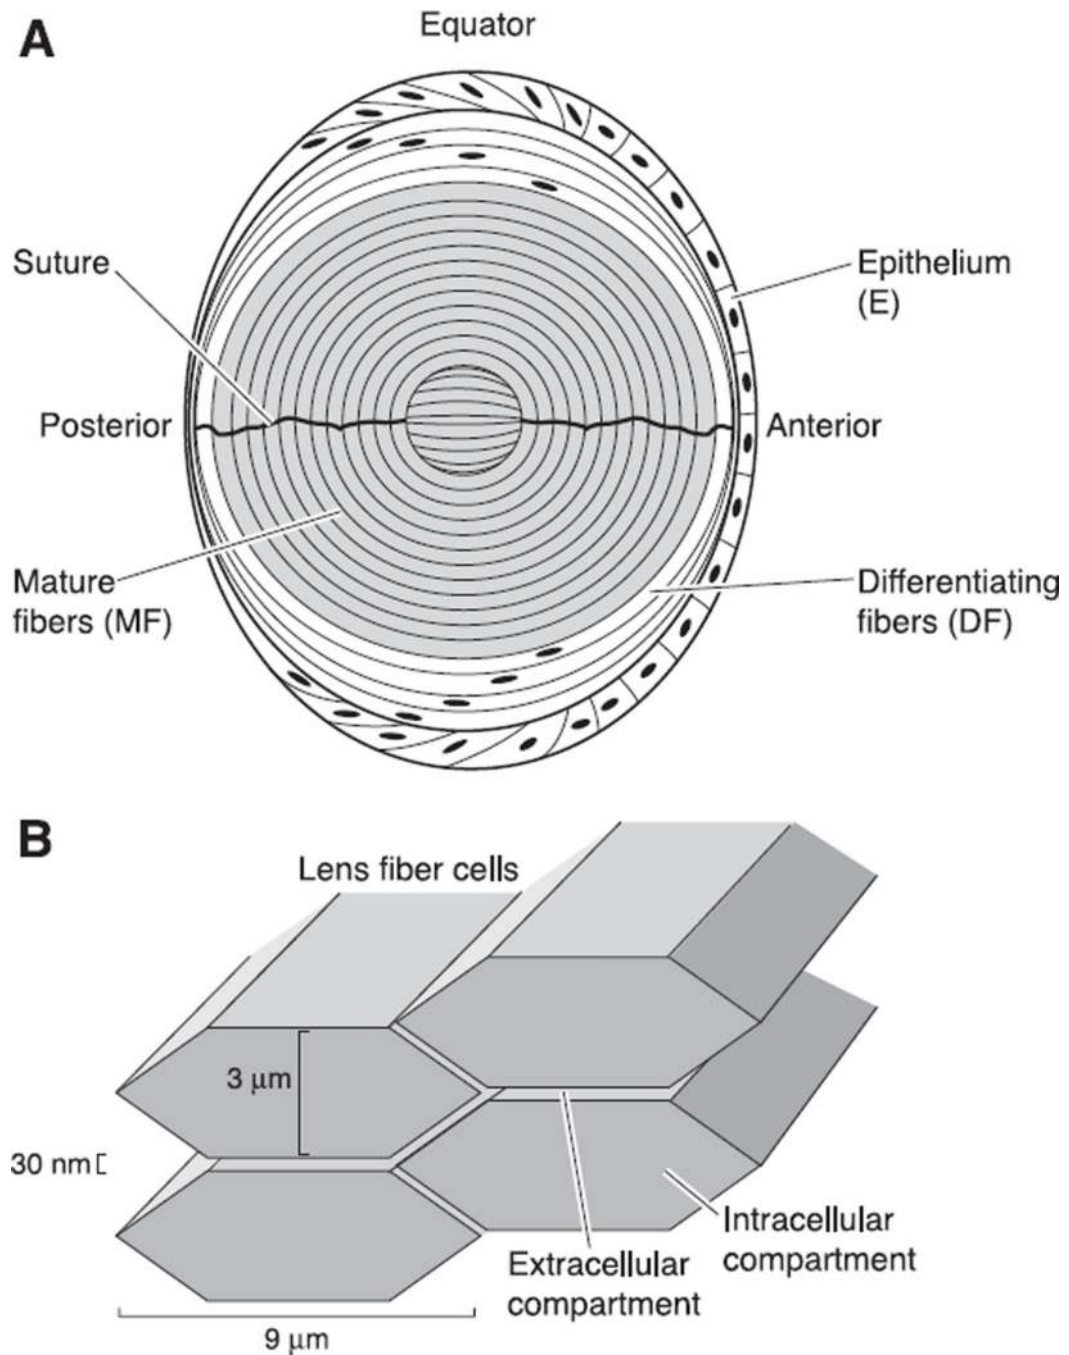 A
Equator
Suture
Epithelium
(E)
Posterior
Anterior
Mature
fibers (MF)
Differentiating
fibers (DF)
B
Lens fiber cells
3 μm
30 nm
Intracellular
compartment
Extracellular
compartment
9 μm